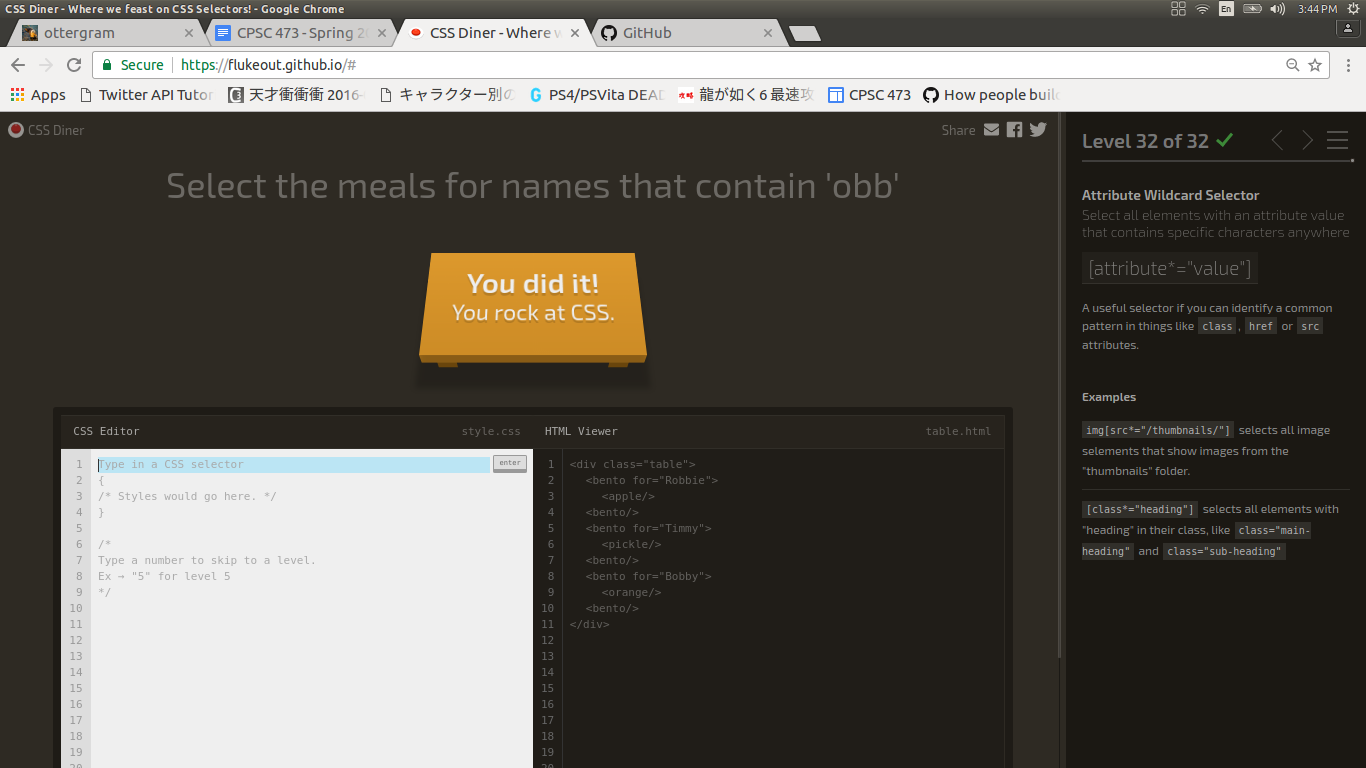 CSS Diner - Where we feast on CSS Selectors! - Google Chrome
En
3:44 PM
ottergram
CPSC 473 - Spring 2
CSS Diner - Where w
GitHub
Secure
https://flukeout.github.io/#
Apps
Twitter API Tutor
天才衝衝衝 2016-
キャラクター別の
PS4/PSVita DEAD
龍が如く6 最速攻
CPSC 473
How people buil
CSS Diner
Share
Select the meals for names that contain 'obb'
You did it!
You rock at CSS.
CSS Editor
style.css
HTML Viewer
table.html
1 Type in a CSS selector
enter
2 {
3 /* Styles would go here. */
4 }
5
6 /*
7 Type a number to skip to a level.
8 Ex → "5" for level 5
9 */
10
11
12
13
14
15
16
17
18
19
20
1 <div class="table">
2 <bento for="Robbie">
3 <apple/>
4 <bento/>
5 <bento for="Timmy">
6 <pickle/>
7 <bento/>
8 <bento for="Bobby">
9 <orange/>
10 <bento/>
11 </div>
12
13
14
15
16
17
18
19
20
Level 32 of 32
Attribute Wildcard Selector
Select all elements with an attribute value
that contains specific characters anywhere
[attribute*="value"]
A useful selector if you can identify a common
pattern in things like class , href or src
attributes.
Examples
img[src*="/thumbnails/"] selects all image
selements that show images from the
"thumbnails" folder.
[class*="heading"] selects all elements with
"heading" in their class, like class="main-
heading" and class="sub-heading"